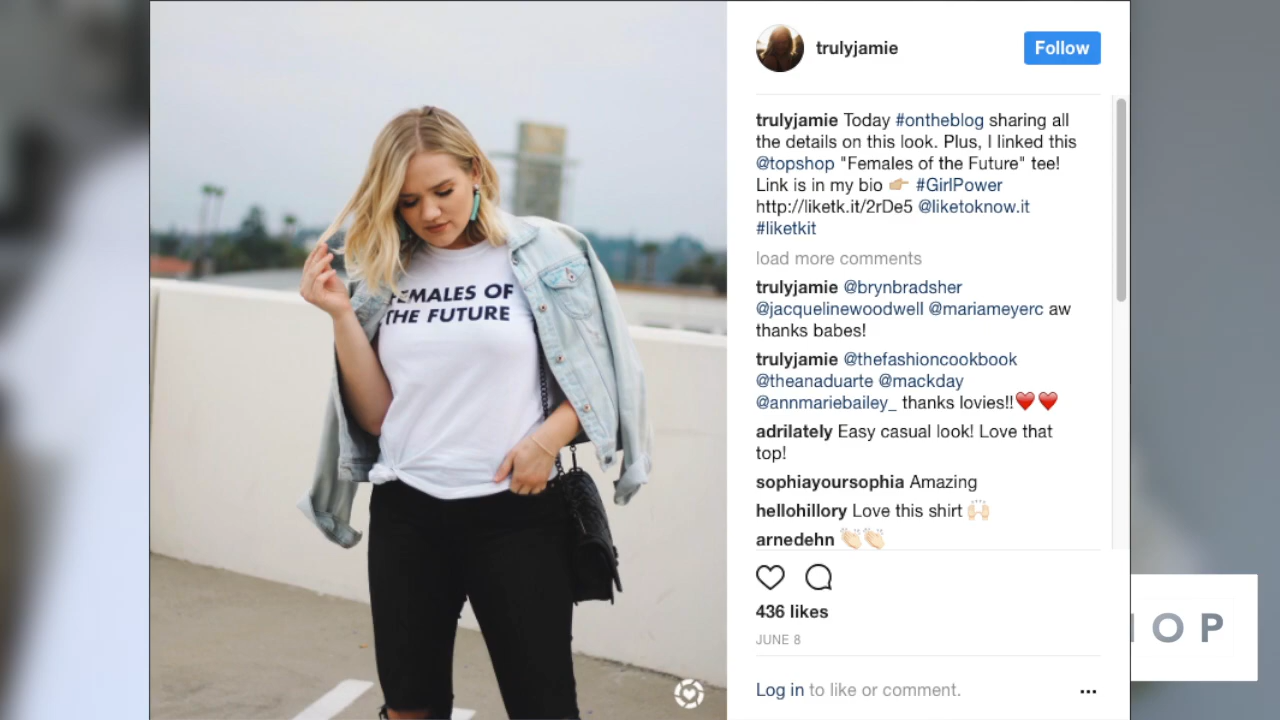 FEMALES OF
THE FUTURE
trulyjamie
Follow
trulyjamie Today #ontheblog sharing all
the details on this look. Plus, I linked this
@topshop "Females of the Future" tee!
Link is in my bio 👉🏼 #GirlPower
http://liketk.it/2rDe5 @liketoknow.it
#liketkit
load more comments
trulyjamie @brynbradsher
@jacquelinewoodwell @mariameyerc aw
thanks babes!
trulyjamie @thefashioncookbook
@theanaduarte @mackday
@annmariebailey_ thanks lovies!!❤️❤️
adrilately Easy casual look! Love that
top!
sophiayoursophia Amazing
hellohillory Love this shirt 🙌🏻
arnedehn 👏🏻👏🏻
436 likes
JUNE 8
Log in to like or comment.
...
OP